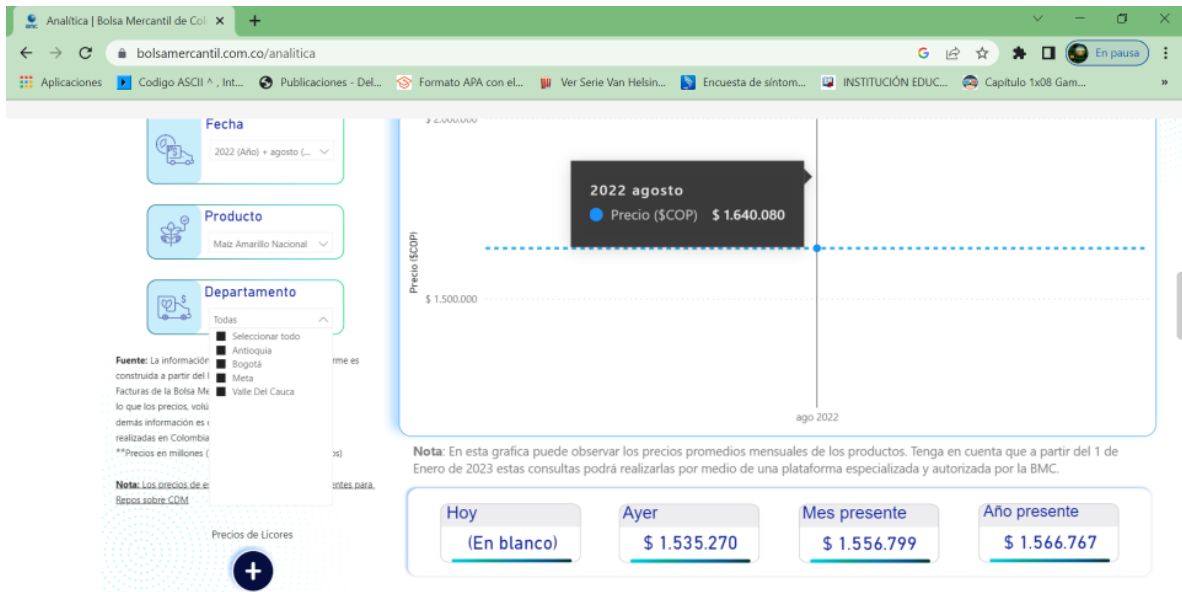 Analítica | Bolsa Mercantil de Col
bolsamercantil.com.co/analitica
En pausa
Aplicaciones
Codigo ASCII ^ , Int...
Publicaciones - Del...
Formato APA con el...
Ver Serie Van Helsin...
Encuesta de síntom...
INSTITUCIÓN EDUC...
Capítulo 1x08 Gam...
»
Fecha
2022 (Año) + agosto (...
Producto
Maíz Amarillo Nacional
Departamento
Todas
Seleccionar todo
Antioquia
Bogotá
Meta
Valle Del Cauca
Fuente: La información rme es
construida a partir del
Facturas de la Bolsa Me
lo que los precios, volú
demás información es
realizadas en Colombia
**Precios en millones ( os)
Nota: Los precios de es entes para
Repos sobre CDM
Precios de Licores
+
$ 2.000.000
2022 agosto
Precio ($COP) $ 1.640.080
Precio ($COP)
$ 1.500.000
ago 2022
Nota: En esta grafica puede observar los precios promedios mensuales de los productos. Tenga en cuenta que a partir del 1 de
Enero de 2023 estas consultas podrá realizarlas por medio de una plataforma especializada y autorizada por la BMC.
Hoy
(En blanco)
Ayer
$ 1.535.270
Mes presente
$ 1.556.799
Año presente
$ 1.566.767